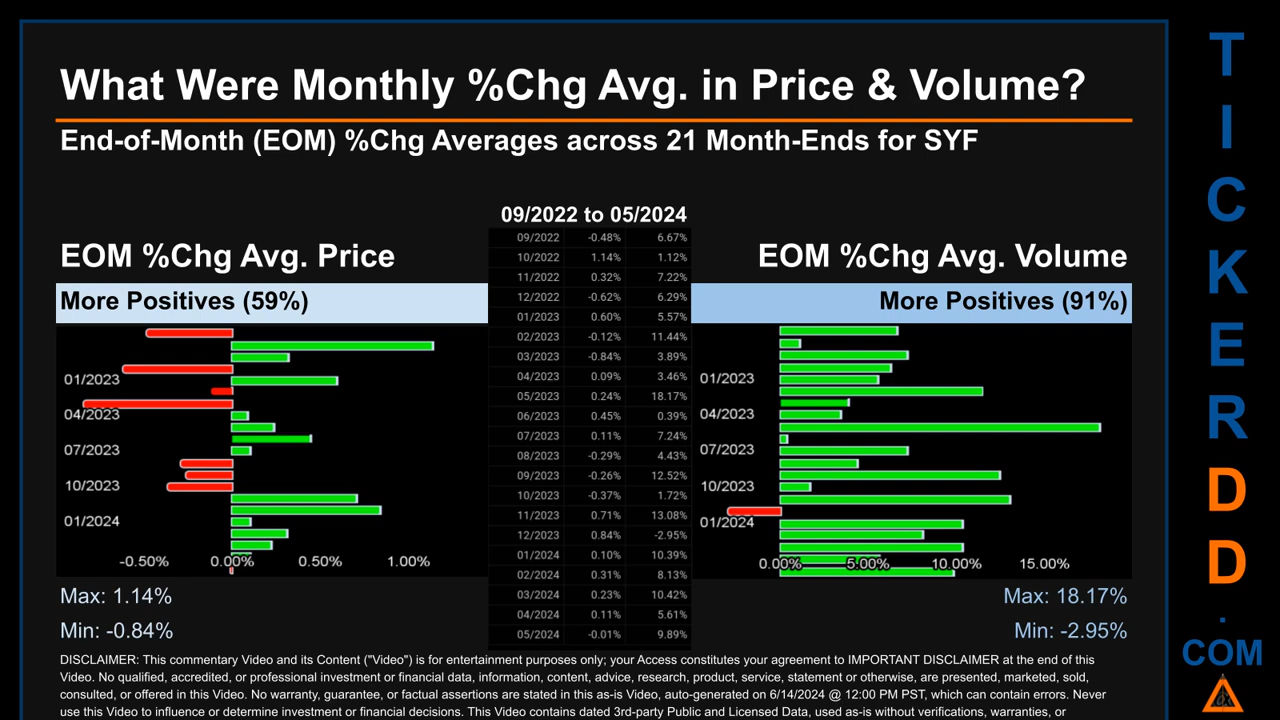 What Were Monthly %Chg Avg. in Price & Volume?
End-of-Month (EOM) %Chg Averages across 21 Month-Ends for SYF
09/2022 to 05/2024
EOM %Chg Avg. Price
EOM %Chg Avg. Volume
More Positives (59%)
More Positives (91%)
09/2022 -0.48% 6.67%
10/2022 1.14% 1.12%
11/2022 0.32% 7.22%
12/2022 -0.62% 6.29%
01/2023 0.60% 5.57%
02/2023 -0.12% 11.44%
03/2023 -0.84% 3.89%
04/2023 0.09% 3.46%
05/2023 0.24% 18.17%
06/2023 0.45% 0.39%
07/2023 0.11% 7.24%
08/2023 -0.29% 4.43%
09/2023 -0.26% 12.52%
10/2023 -0.37% 1.72%
11/2023 0.71% 13.08%
12/2023 0.84% -2.95%
01/2024 0.10% 10.39%
02/2024 0.31% 8.13%
03/2024 0.23% 10.42%
04/2024 0.11% 5.61%
05/2024 -0.01% 9.89%
01/2023
04/2023
07/2023
10/2023
01/2024
-0.50% 0.00% 0.50% 1.00%
01/2023
04/2023
07/2023
10/2023
01/2024
0.00% 5.00% 10.00% 15.00%
Max: 1.14%
Min: -0.84%
Max: 18.17%
Min: -2.95%
DISCLAIMER: This commentary Video and its Content ("Video") is for entertainment purposes only; your Access constitutes your agreement to IMPORTANT DISCLAIMER at the end of this
Video. No qualified, accredited, or professional investment or financial data, information, content, advice, research, product, service, statement or otherwise, are presented, marketed, sold,
consulted, or offered in this Video. No warranty, guarantee, or factual assertions are stated in this as-is Video, auto-generated on 6/14/2024 @ 12:00 PM PST, which can contain errors. Never
use this Video to influence or determine investment or financial decisions. This Video contains dated 3rd-party Public and Licensed Data, used as-is without verifications, warranties, or
T
I
C
K
E
R
D
D
.
COM